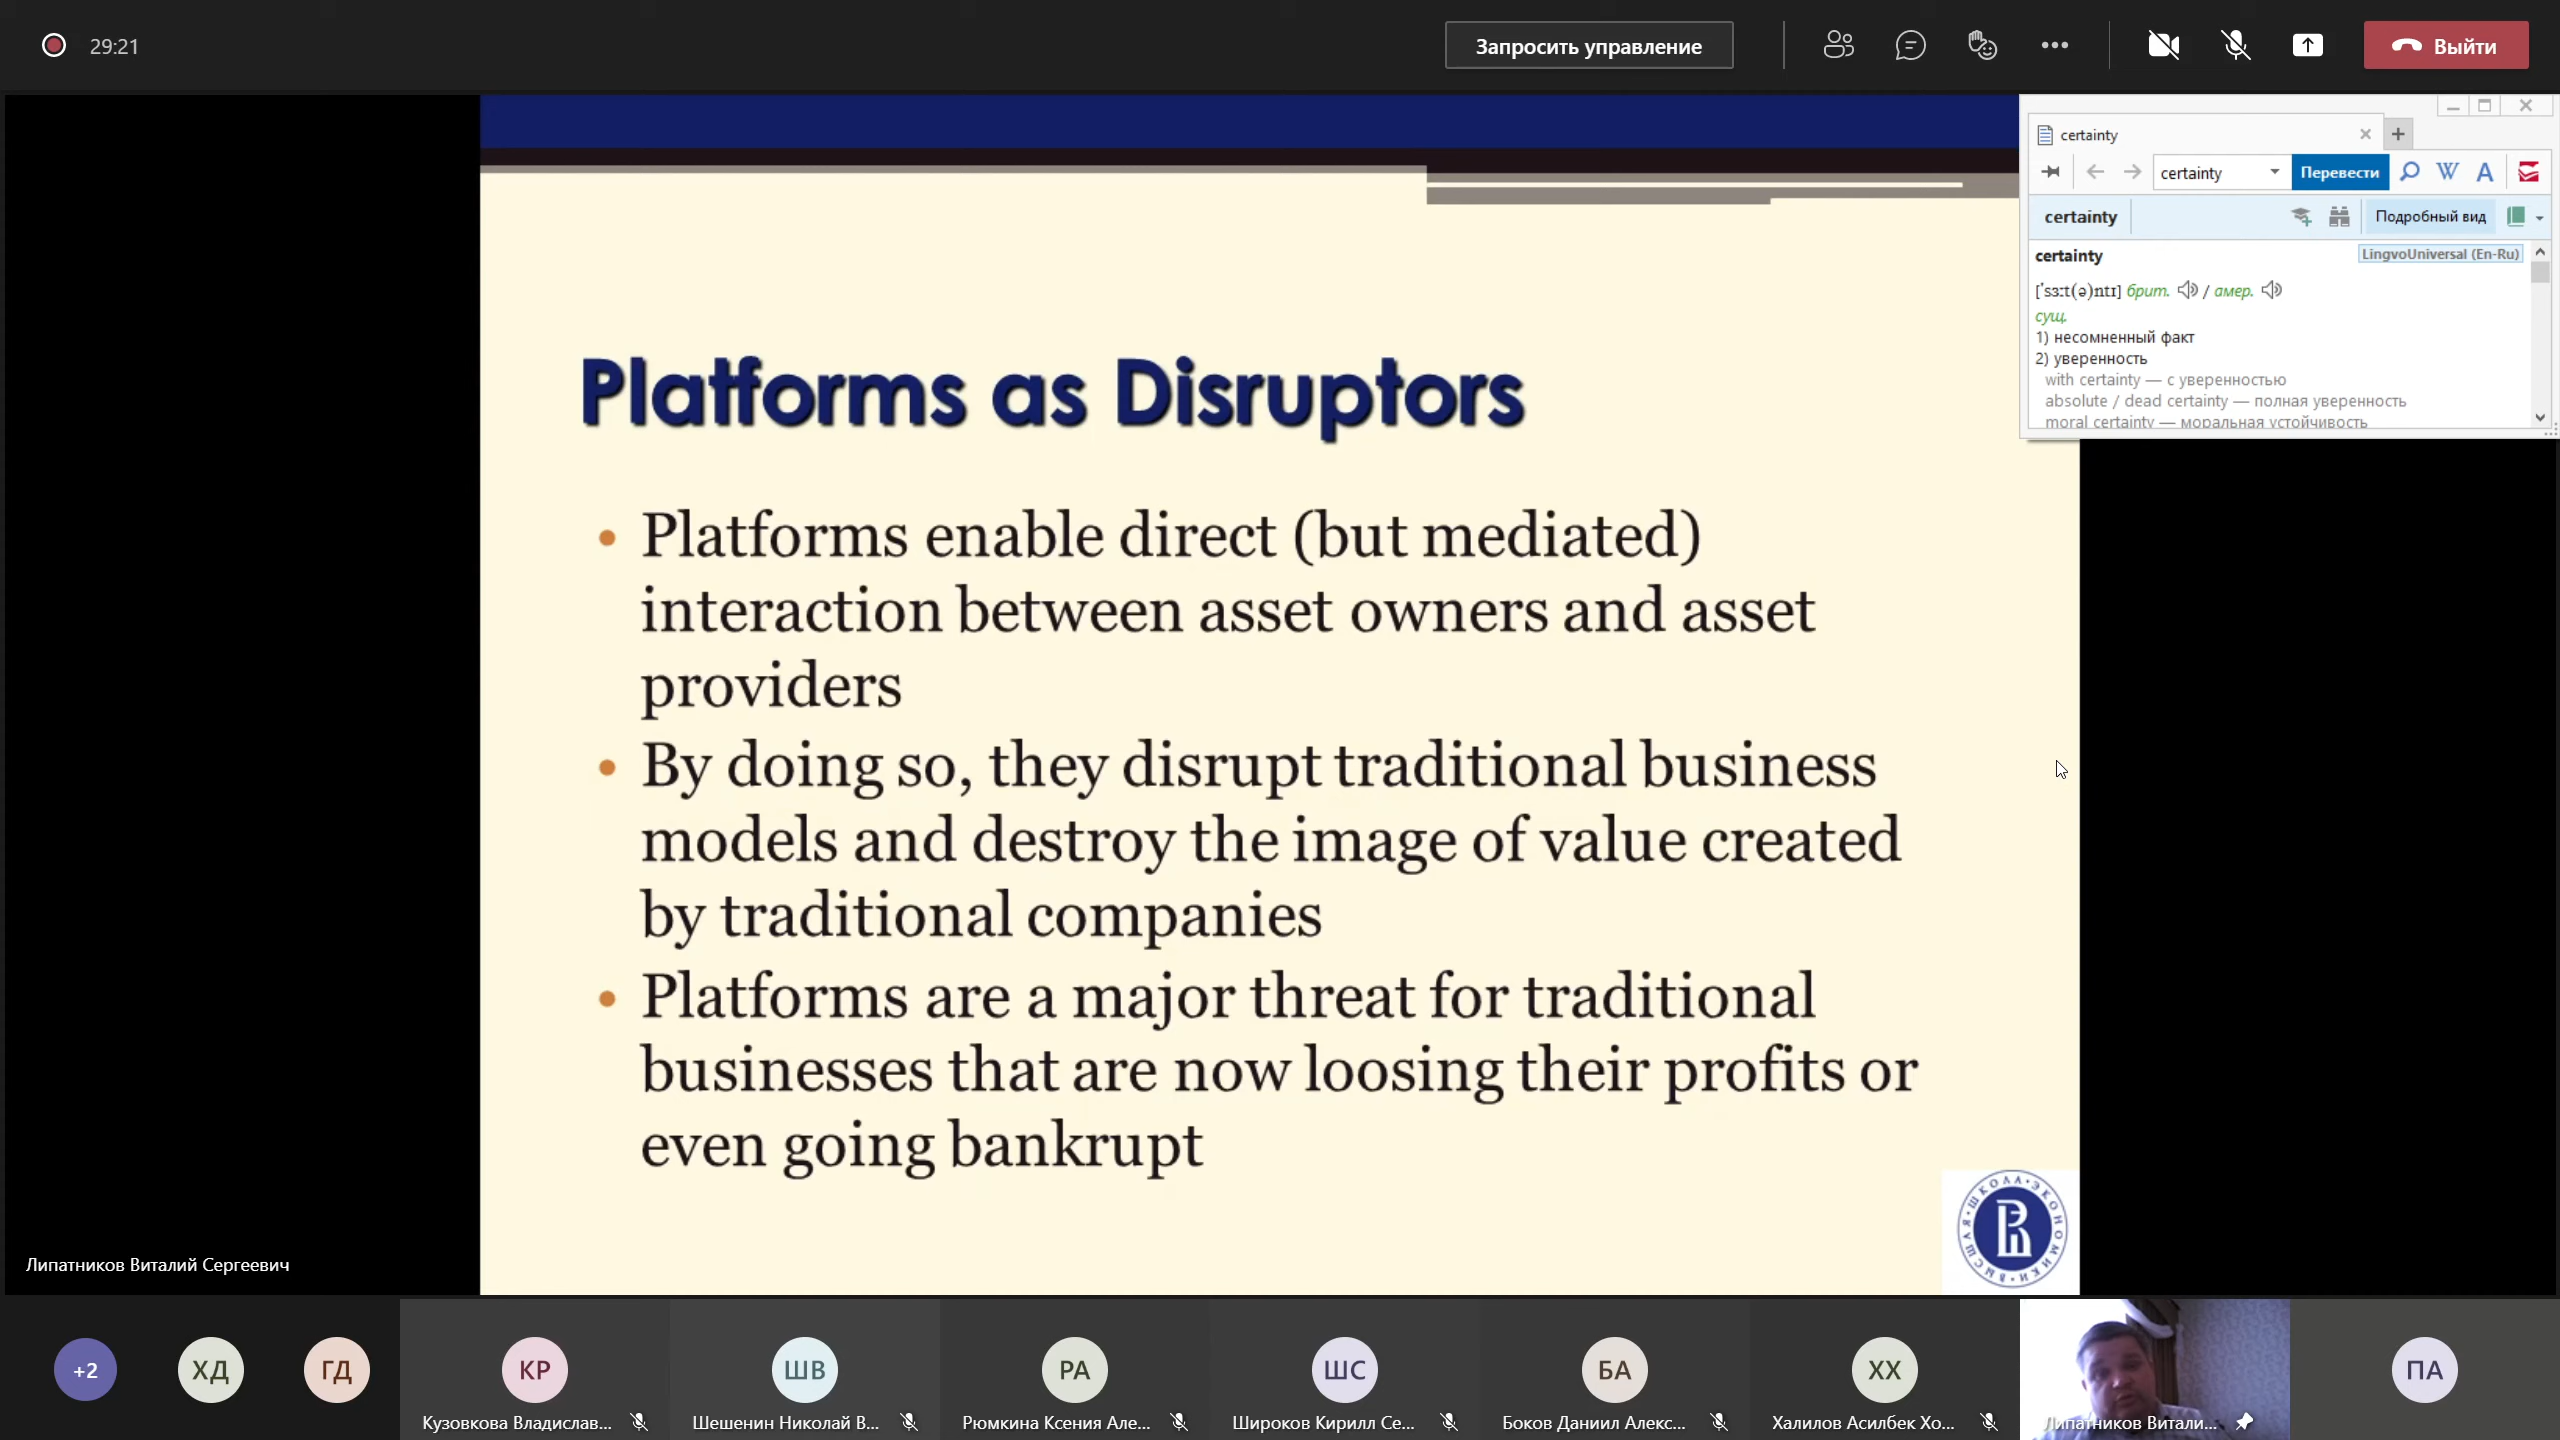 29:21
Запросить управление
Выйти
certainty
certainty
Перевести
certainty
Подробный вид
certainty
LingvoUniversal (En-Ru)
['sɜːt(ə)ntɪ] брит. / амер.
сущ.
1) несомненный факт
2) уверенность
with certainty — с уверенностью
absolute / dead certainty — полная уверенность
moral certainty — моральная устойчивость
Platforms as Disruptors
• Platforms enable direct (but mediated)
interaction between asset owners and asset
providers
• By doing so, they disrupt traditional business
models and destroy the image of value created
by traditional companies
• Platforms are a major threat for traditional
businesses that are now loosing their profits or
even going bankrupt
ВЫСШАЯ • ШКОЛА • ЭКОНОМИКИ
Липатников Виталий Сергеевич
+2
ХД
ГД
КР
ШВ
РА
ШС
БА
ХХ
ПА
Кузовкова Владислав...
Шешенин Николай В...
Рюмкина Ксения Але...
Широков Кирилл Се...
Боков Даниил Алекс...
Халилов Асилбек Хо...
Липатников Витали...